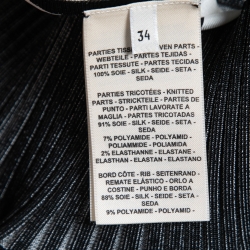 34
PARTIES TISS VEN PARTS -
WEBTEILE - PARTES TEJIDAS -
PARTI TESSUTE - PARTES
TECIDAS
100% SOIE - SILK - SEIDE - SETA -
SEDA
PARTIES TRICOTÉES - KNITTED
PARTS - STRICKTEILE - PARTES DE
PUNTO - PARTI LAVORATE A
MAGLIA - PARTES TRICOTADAS
91% SOIE - SILK - SEIDE - SETA -
SEDA
7% POLYAMIDE - POLYAMID -
POLIAMMIDE - POLIAMIDA
2% ELASTHANNE - ELASTANE -
ELASTHAN - ELASTAN - ELASTANO
BORD CÔTE - RIB - SEITENRAND -
REMATE ELÁSTICO - ORLO A
COSTINE - PUNHO E BORDA
88% SOIE - SILK - SEIDE - SETA -
SEDA
9% POLYAMIDE - POLYAMID -